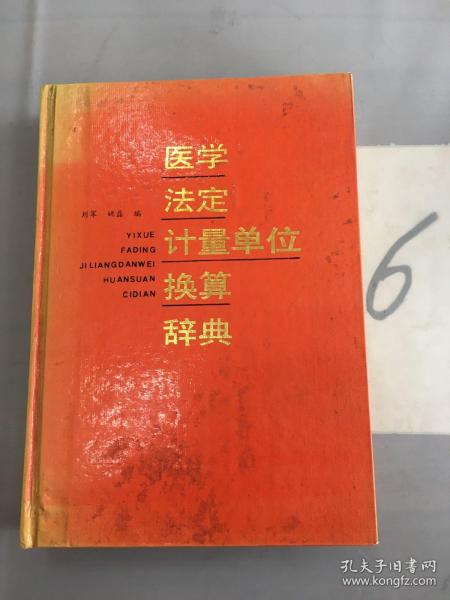 医学
法定
计量单位
换算
辞典
刘军 姚磊 编
YIXUE
FADING
JILIANGDANWEI
HUANSUAN
CIDIAN
6
孔夫子旧书网
www.kongfz.com